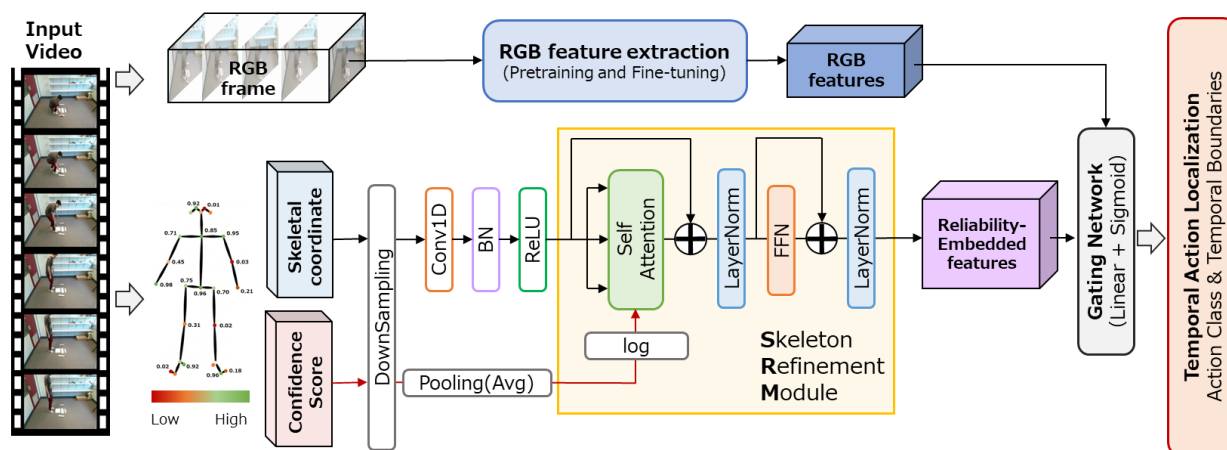 Input
Video
RGB
frame
RGB feature extraction
(Pretraining and Fine-tuning)
RGB
features
0.92
0.01
0.71
0.85
0.95
0.45
0.03
0.98
0.75
0.96
0.70
0.21
0.31
0.02
0.02
0.92
0.96
0.18
Low
High
Skeletal
coordinate
Confidence
Score
DownSampling
Conv1D
BN
ReLU
Self
Attention
LayerNorm
FFN
LayerNorm
log
Pooling(Avg)
Skeleton
Refinement
Module
Reliability-
Embedded
features
Gating Network
(Linear + Sigmoid)
Temporal Action Localization
Action Class & Temporal Boundaries